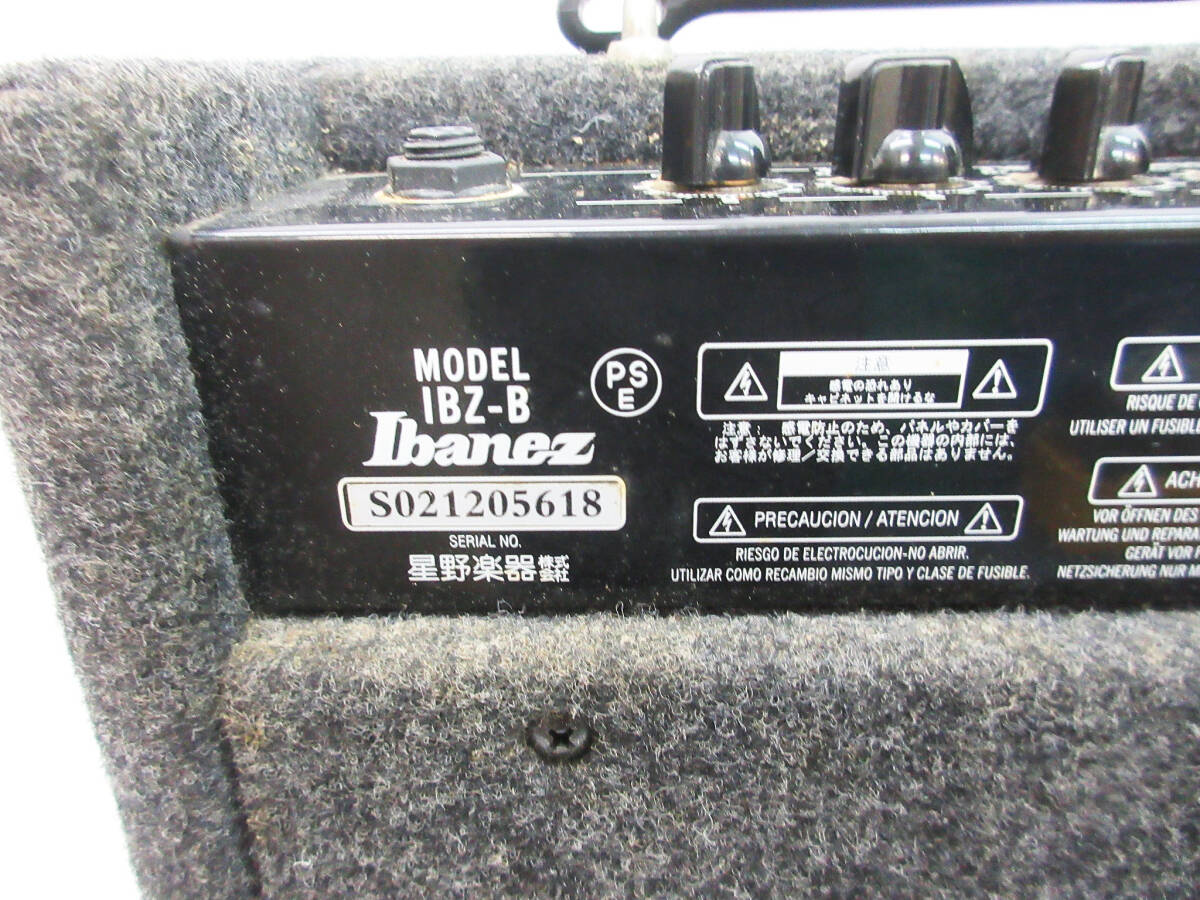 MODEL
IBZ-B
Ibanez
S021205618
SERIAL NO.
星野楽器株式会社
PSE
注意
感電の恐れあり
キャビネットを開けるな
注意： 感電防止のため、パネルやカバーを
はずさないでください。この機器の内部には、
お客様が修理／交換できる部品はありません。
PRECAUCION / ATENCION
RIESGO DE ELECTROCUCION-NO ABRIR.
UTILIZAR COMO RECAMBIO MISMO TIPO Y CLASE DE FUSIBLE.
RISQUE DE
UTILISER UN FUSIBLE
ACH
VOR ÖFFNEN DES
WARTUNG UND REPARA
GERÄT VOR
NETZSICHERUNG NUR M